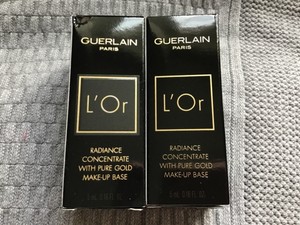 GUERLAIN
PARIS
L'Or
RADIANCE
CONCENTRATE
WITH PURE GOLD
MAKE-UP BASE
GUERLAIN
PARIS
L'Or
RADIANCE
CONCENTRATE
WITH PURE GOLD
MAKE-UP BASE